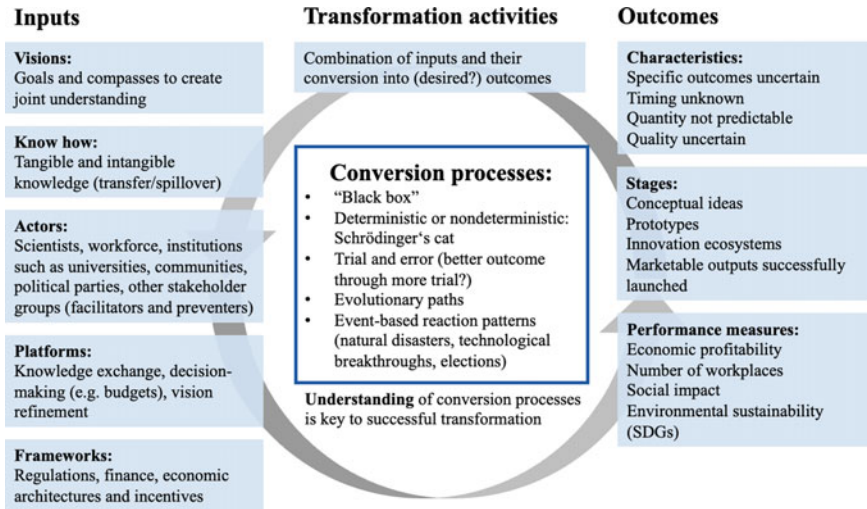 Inputs
Visions:
Goals and compasses to create
joint understanding
Know how:
Tangible and intangible
knowledge (transfer/spillover)
Actors:
Scientists, workforce, institutions
such as universities, communities,
political parties, other stakeholder
groups (facilitators and preventers)
Platforms:
Knowledge exchange, decision-
making (e.g. budgets), vision
refinement
Frameworks:
Regulations, finance, economic
architectures and incentives
Transformation activities
Combination of inputs and their
conversion into (desired?) outcomes
Conversion processes:
• “Black box”
• Deterministic or nondeterministic:
Schrödinger‘s cat
• Trial and error (better outcome
through more trial?)
• Evolutionary paths
• Event-based reaction patterns
(natural disasters, technological
breakthroughs, elections)
Understanding of conversion processes
is key to successful transformation
Outcomes
Characteristics:
Specific outcomes uncertain
Timing unknown
Quantity not predictable
Quality uncertain
Stages:
Conceptual ideas
Prototypes
Innovation ecosystems
Marketable outputs successfully
launched
Performance measures:
Economic profitability
Number of workplaces
Social impact
Environmental sustainability
(SDGs)